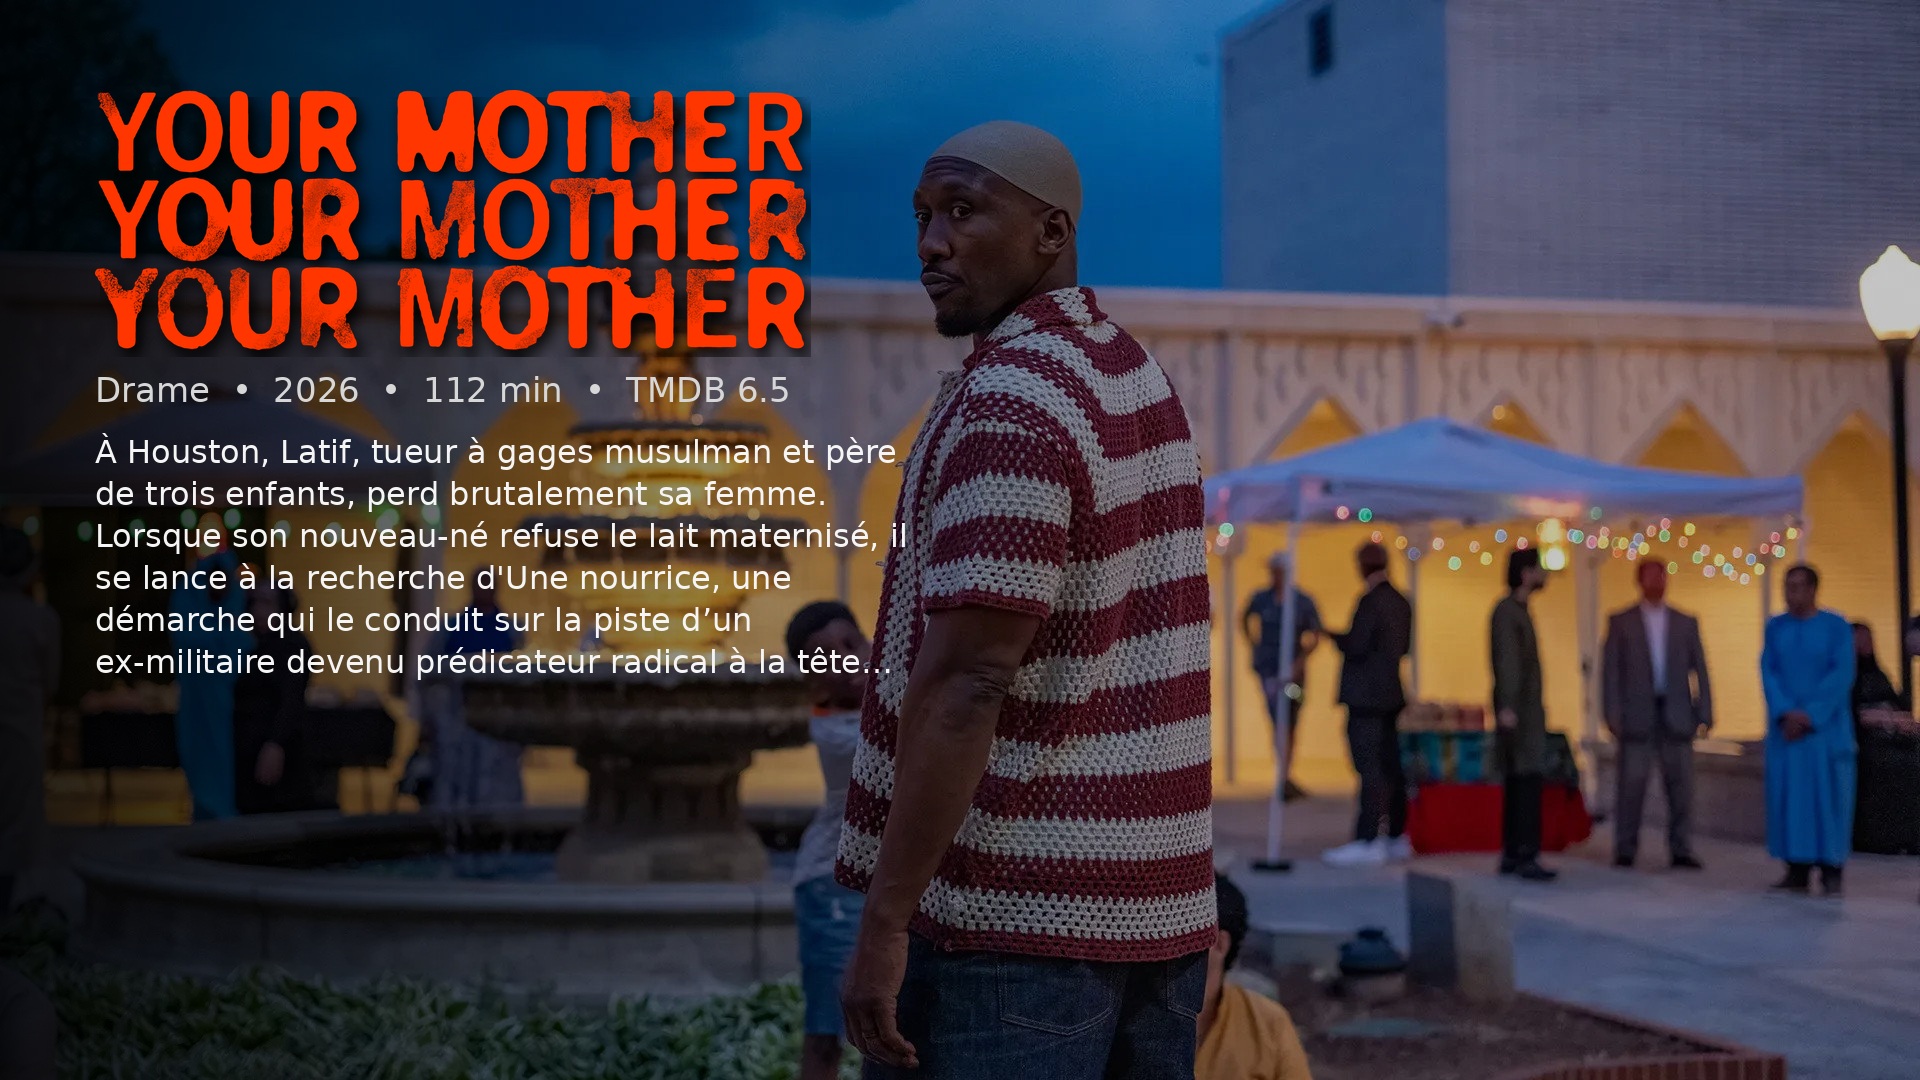 YOUR MOTHER
YOUR MOTHER
YOUR MOTHER
Drame • 2026 • 112 min • TMDB 6.5
À Houston, Latif, tueur à gages musulman et père
de trois enfants, perd brutalement sa femme.
Lorsque son nouveau-né refuse le lait maternisé, il
se lance à la recherche d'Une nourrice, une
démarche qui le conduit sur la piste d’un
ex-militaire devenu prédicateur radical à la tête...